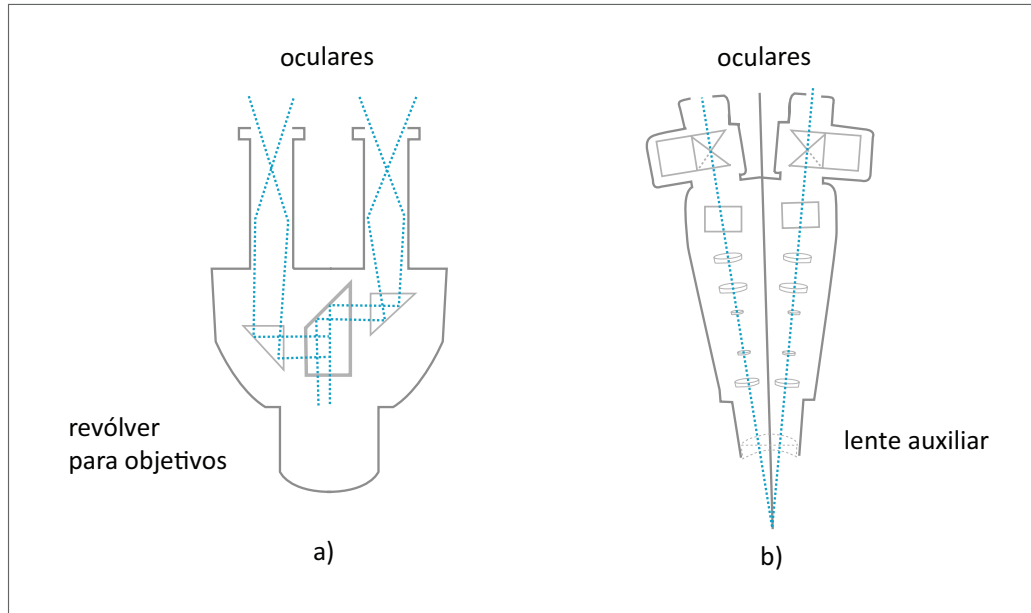 oculares
oculares
revólver
para objetivos
lente auxiliar
a)
b)